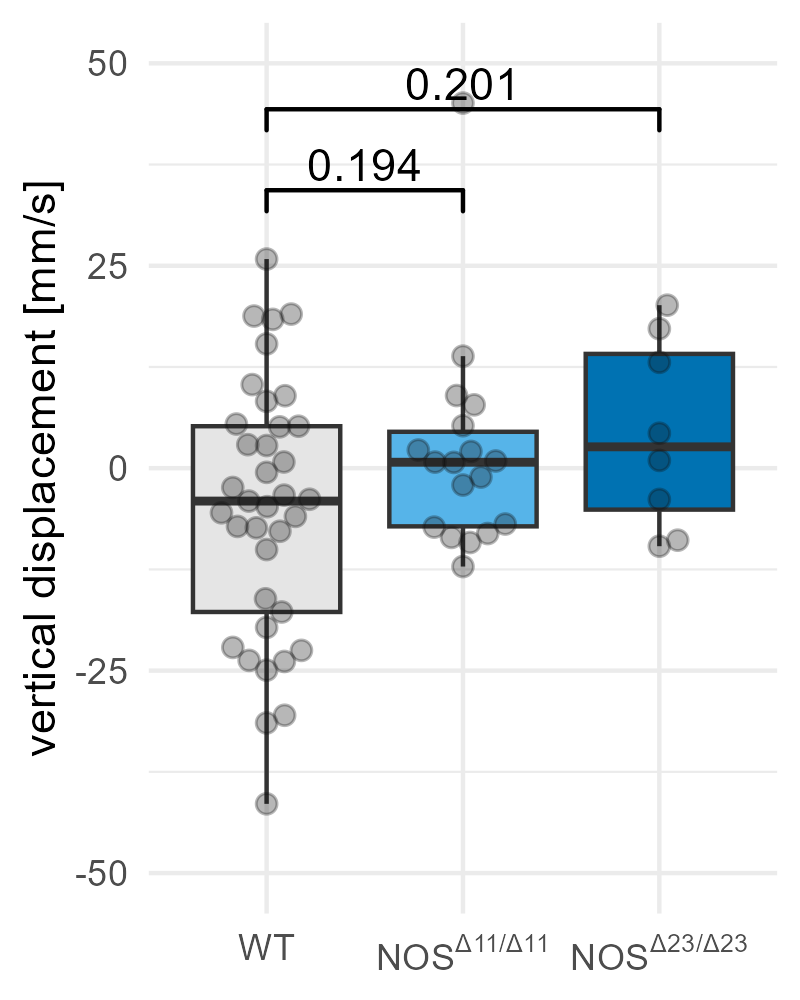 50
0.201
0.194
25
0
-25
-50
vertical displacement [mm/s]
WT
NOSΔ11/Δ11
NOSΔ23/Δ23